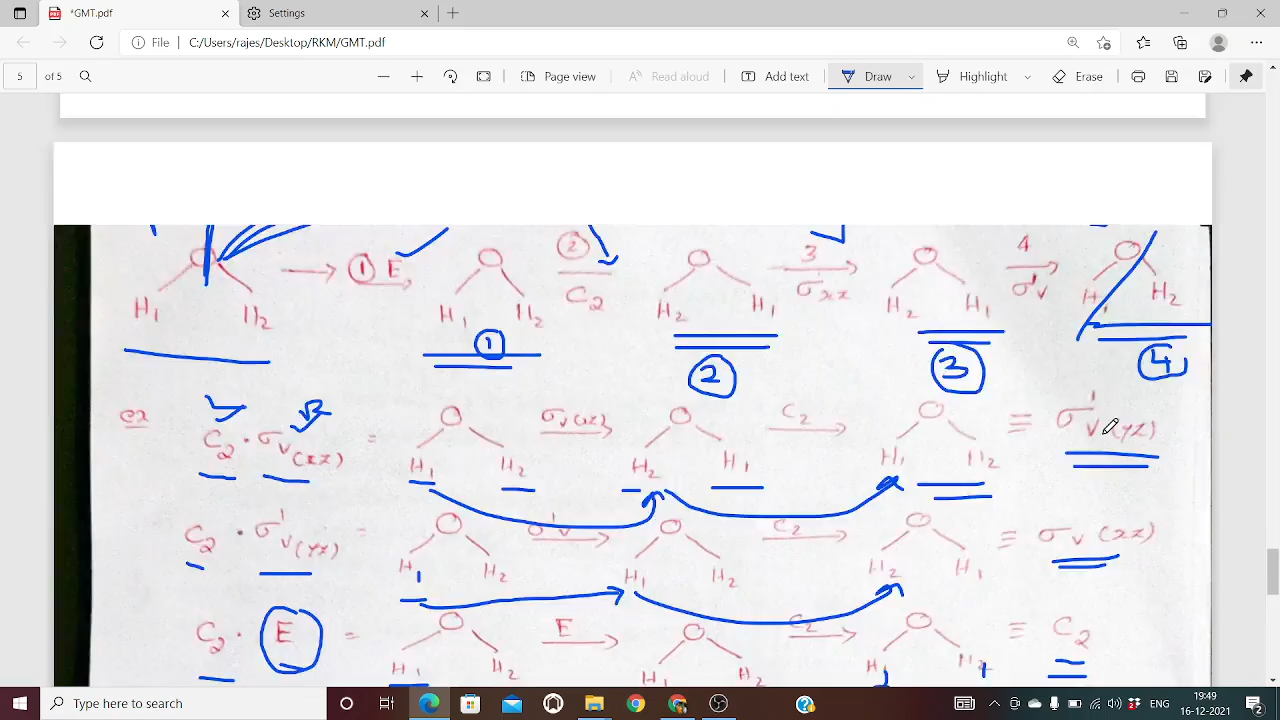 *GMT.pdf
Settings
File
C:/Users/rajes/Desktop/RKM/GMT.pdf
5 of 5
Page view
Read aloud
Add text
Draw
Highlight
Erase
O → ① E O ② C₂ O 3 σ'xz O 4 σ'v O
H₁ H₂ H₁ H₂ H₂ H₁ H₂ H₁ H₁ H₂
① ② ③ ④
ex C₂ · σv(xz) = O σv(xz) → O C₂ → O ≡ σ'v(yz)
H₁ H₂ H₂ H₁ H₁ H₂
C₂ · σ'v(yz) = O σ'v → O C₂ → O ≡ σv(xz)
H₁ H₂ H₁ H₂ H₂ H₁
C₂ · E = O E → O C₂ → O ≡ C₂
H₁ H₂ H₁ H₂
Type here to search
ENG
19:49
16-12-2021
2